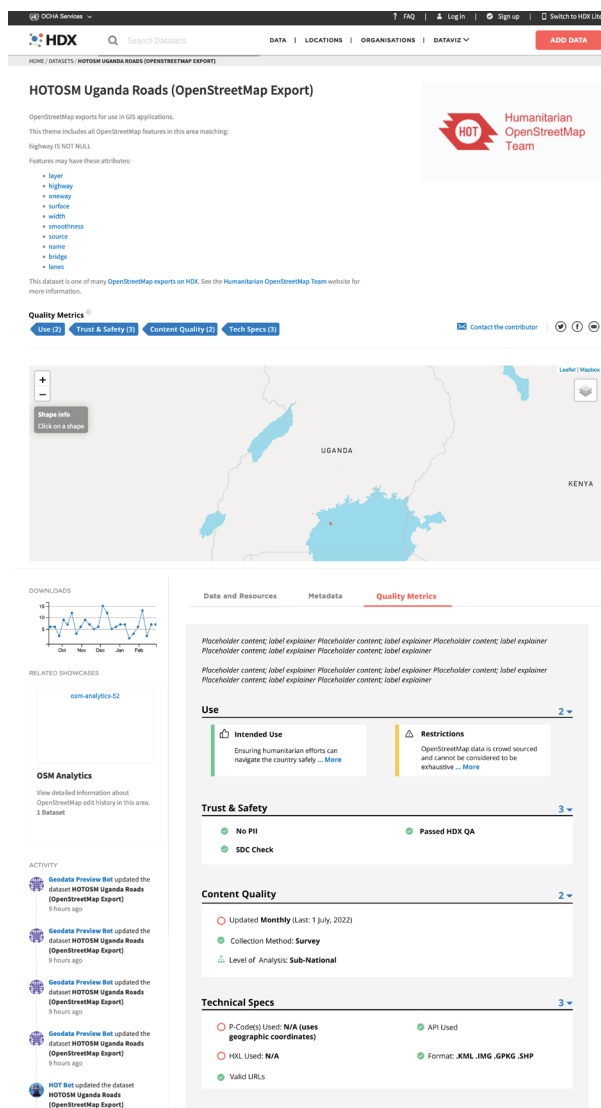 OCHA Services
? FAQ | Log in | Sign up | Switch to HDX Lite
HDX
Search Datasets
DATA | LOCATIONS | ORGANISATIONS | DATAVIZ
ADD DATA
HOME / DATASETS / HOTOSM UGANDA ROADS (OPENSTREETMAP EXPORT)
HOTOSM Uganda Roads (OpenStreetMap Export)
OpenStreetMap exports for use in GIS applications.
This theme includes all OpenStreetMap features in this area matching:
highway IS NOT NULL
Features may have these attributes:
layer
highway
oneway
surface
width
smoothness
source
name
bridge
lanes
This dataset is one of many OpenStreetMap exports on HDX. See the Humanitarian OpenStreetMap Team website for
more information.
HOT
Humanitarian
OpenStreetMap
Team
Quality Metrics
Use (2)
Trust & Safety (3)
Content Quality (2)
Tech Specs (3)
Contact the contributor
+
−
Shape info
Click on a shape
Leaflet | Mapbox
UGANDA
KENYA
DOWNLOADS
15
10
5
Oct Nov Dec Jan Feb
RELATED SHOWCASES
osm-analytics-52
OSM Analytics
View detailed information about
OpenStreetMap edit history in this area.
1 Dataset
ACTIVITY
Geodata Preview Bot updated the
dataset HOTOSM Uganda Roads
(OpenStreetMap Export)
9 hours ago
Geodata Preview Bot updated the
dataset HOTOSM Uganda Roads
(OpenStreetMap Export)
9 hours ago
Geodata Preview Bot updated the
dataset HOTOSM Uganda Roads
(OpenStreetMap Export)
9 hours ago
Geodata Preview Bot updated the
dataset HOTOSM Uganda Roads
(OpenStreetMap Export)
9 hours ago
HOT Bot updated the dataset
HOTOSM Uganda Roads
(OpenStreetMap Export)
Data and Resources
Metadata
Quality Metrics
Placeholder content; label explainer Placeholder content; label explainer Placeholder content; label explainer
Placeholder content; label explainer Placeholder content; label explainer
Placeholder content; label explainer Placeholder content; label explainer Placeholder content; label explainer
Placeholder content; label explainer Placeholder content; label explainer
Use
2
Intended Use
Ensuring humanitarian efforts can
navigate the country safely ... More
Restrictions
OpenStreetMap data is crowd sourced
and cannot be considered to be
exhaustive ... More
Trust & Safety
3
No PII
Passed HDX QA
SDC Check
Content Quality
2
Updated Monthly (Last: 1 July, 2022)
Collection Method: Survey
Level of Analysis: Sub-National
Technical Specs
3
P-Code(s) Used: N/A (uses
geographic coordinates)
API Used
HXL Used: N/A
Format: .KML .IMG .GPKG .SHP
Valid URLs